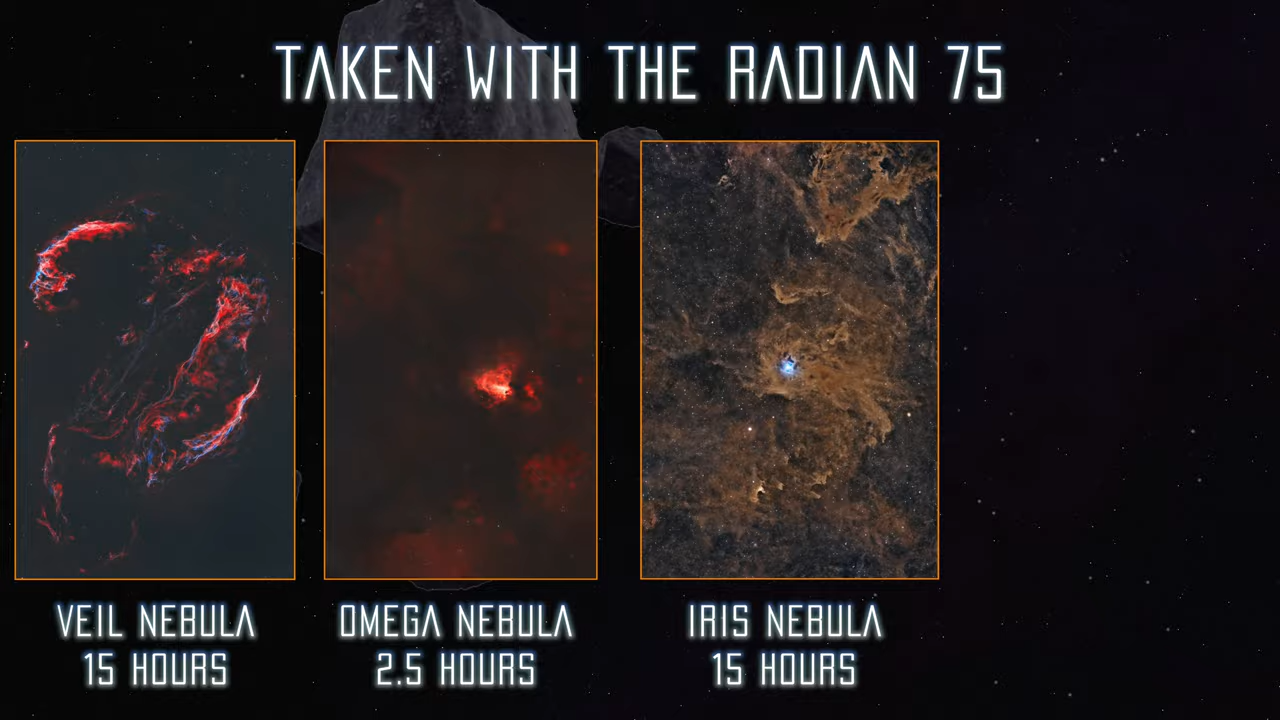 TAKEN WITH THE RADIAN 75
VEIL NEBULA
15 HOURS
OMEGA NEBULA
2.5 HOURS
IRIS NEBULA
15 HOURS